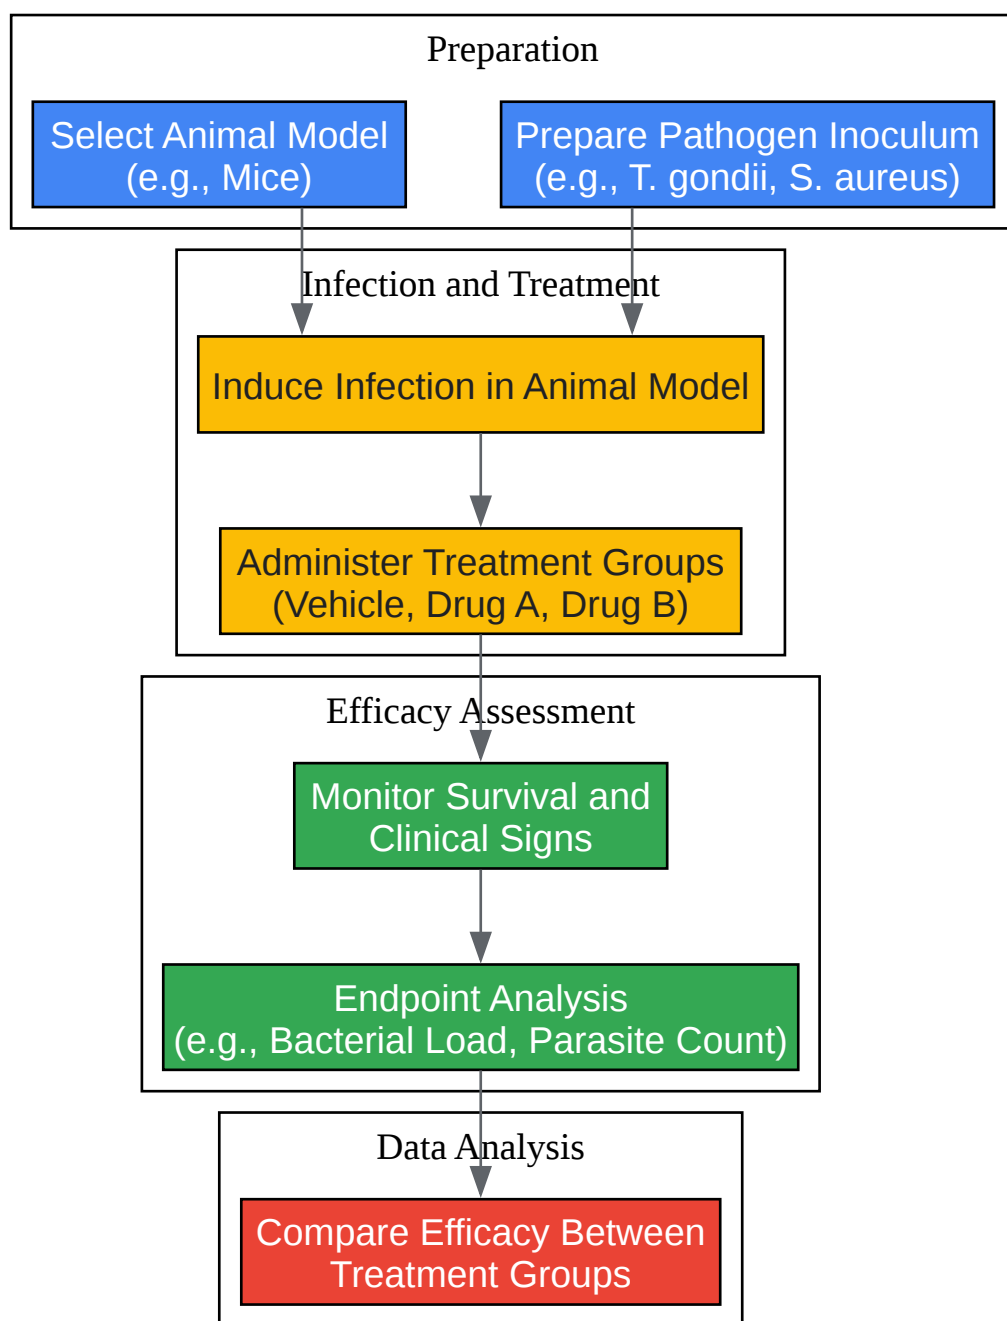 Preparation
Select Animal Model
(e.g., Mice)
Prepare Pathogen Inoculum
(e.g., T. gondii, S. aureus)
Infection and Treatment
Induce Infection in Animal Model
Administer Treatment Groups
(Vehicle, Drug A, Drug B)
Efficacy Assessment
Monitor Survival and
Clinical Signs
Endpoint Analysis
(e.g., Bacterial Load, Parasite Count)
Data Analysis
Compare Efficacy Between
Treatment Groups